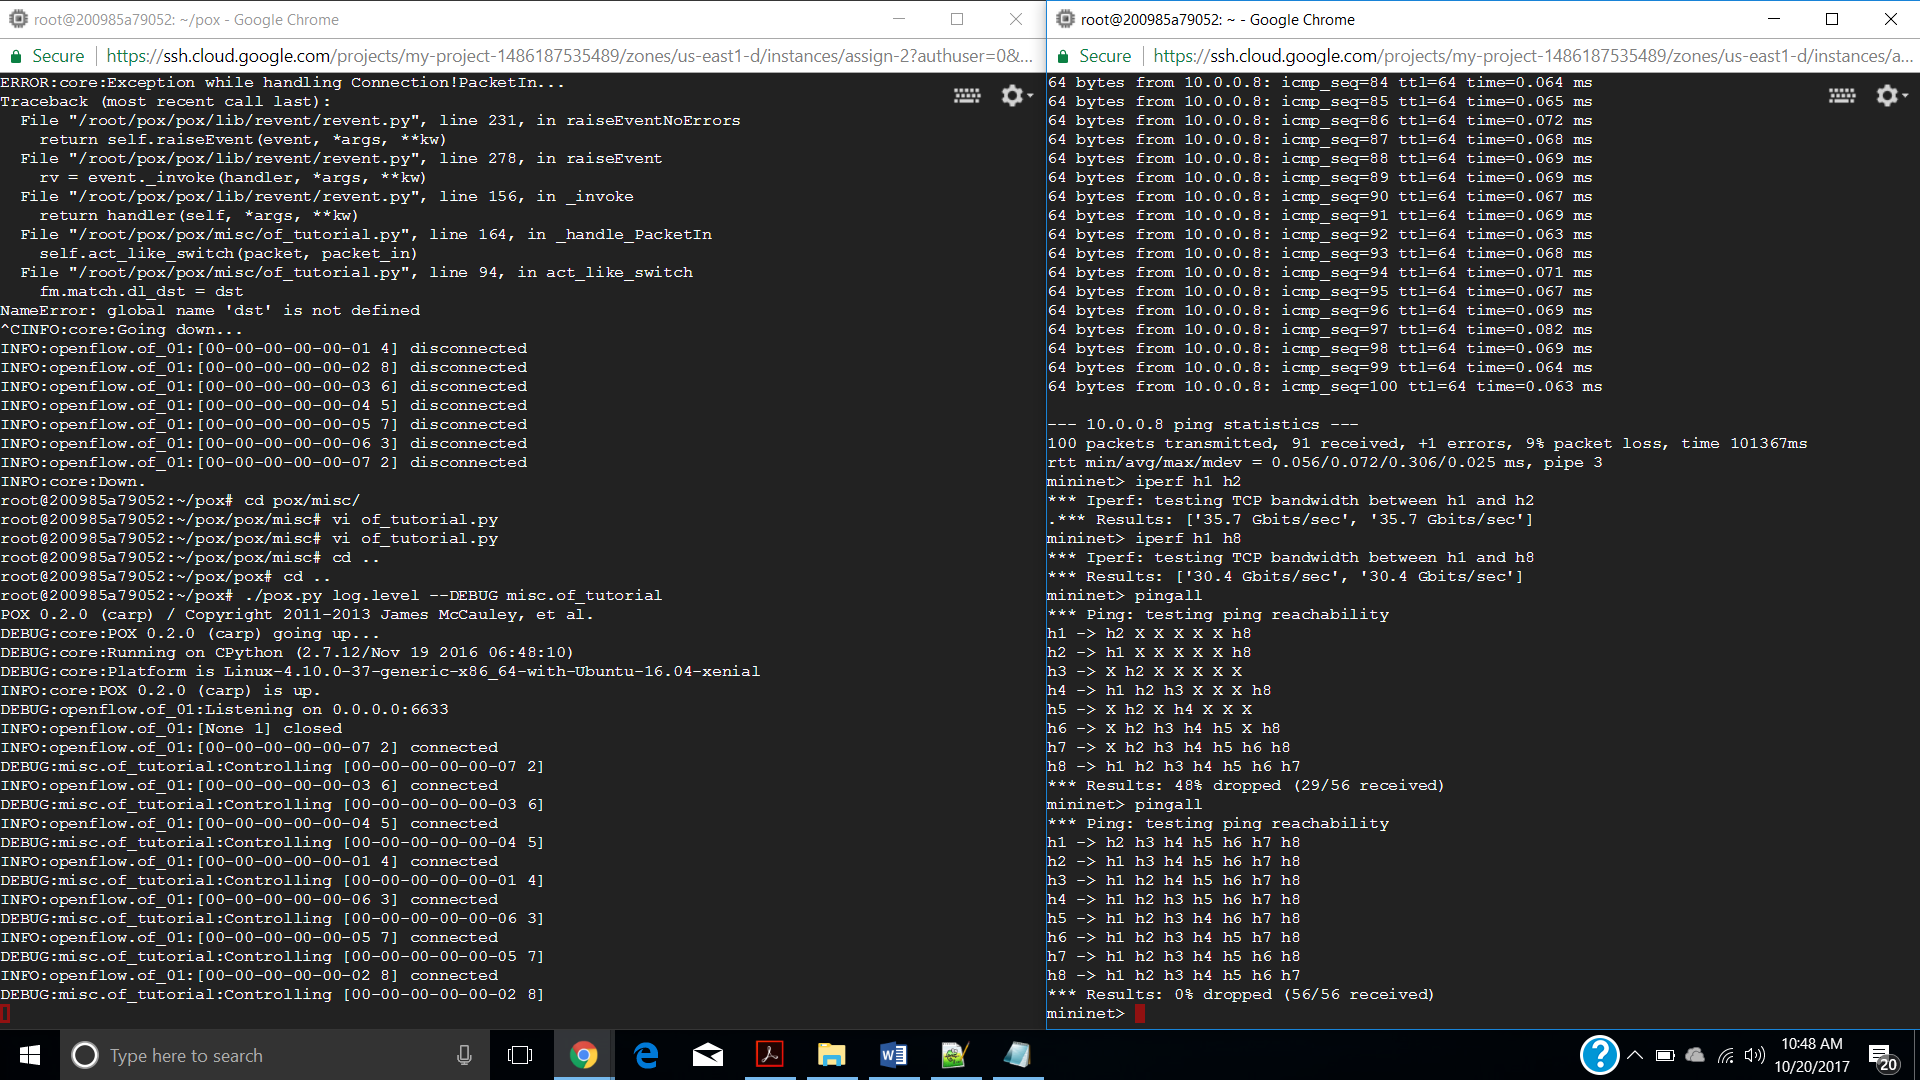 root@200985a79052: ~/pox - Google Chrome
Secure https://ssh.cloud.google.com/projects/my-project-1486187535489/zones/us-east1-d/instances/assign-2?authuser=0&...
ERROR:core:Exception while handling Connection!PacketIn...
Traceback (most recent call last):
File "/root/pox/pox/lib/revent/revent.py", line 231, in raiseEventNoErrors
return self.raiseEvent(event, *args, **kw)
File "/root/pox/pox/lib/revent/revent.py", line 278, in raiseEvent
rv = event._invoke(handler, *args, **kw)
File "/root/pox/pox/lib/revent/revent.py", line 156, in _invoke
return handler(self, *args, **kw)
File "/root/pox/pox/misc/of_tutorial.py", line 164, in _handle_PacketIn
self.act_like_switch(packet, packet_in)
File "/root/pox/pox/misc/of_tutorial.py", line 94, in act_like_switch
fm.match.dl_dst = dst
NameError: global name 'dst' is not defined
^CINFO:core:Going down...
INFO:openflow.of_01:[00-00-00-00-00-01 4] disconnected
INFO:openflow.of_01:[00-00-00-00-00-02 8] disconnected
INFO:openflow.of_01:[00-00-00-00-00-03 6] disconnected
INFO:openflow.of_01:[00-00-00-00-00-04 5] disconnected
INFO:openflow.of_01:[00-00-00-00-00-05 7] disconnected
INFO:openflow.of_01:[00-00-00-00-00-06 3] disconnected
INFO:openflow.of_01:[00-00-00-00-00-07 2] disconnected
INFO:core:Down.
root@200985a79052:~/pox# cd pox/misc/
root@200985a79052:~/pox/pox/misc# vi of_tutorial.py
root@200985a79052:~/pox/pox/misc# vi of_tutorial.py
root@200985a79052:~/pox/pox/misc# cd ..
root@200985a79052:~/pox/pox# cd ..
root@200985a79052:~/pox# ./pox.py log.level --DEBUG misc.of_tutorial
POX 0.2.0 (carp) / Copyright 2011-2013 James McCauley, et al.
DEBUG:core:POX 0.2.0 (carp) going up...
DEBUG:core:Running on CPython (2.7.12/Nov 19 2016 06:48:10)
DEBUG:core:Platform is Linux-4.10.0-37-generic-x86_64-with-Ubuntu-16.04-xenial
INFO:core:POX 0.2.0 (carp) is up.
DEBUG:openflow.of_01:Listening on 0.0.0.0:6633
INFO:openflow.of_01:[None 1] closed
INFO:openflow.of_01:[00-00-00-00-00-07 2] connected
DEBUG:misc.of_tutorial:Controlling [00-00-00-00-00-07 2]
INFO:openflow.of_01:[00-00-00-00-00-03 6] connected
DEBUG:misc.of_tutorial:Controlling [00-00-00-00-00-03 6]
INFO:openflow.of_01:[00-00-00-00-00-04 5] connected
DEBUG:misc.of_tutorial:Controlling [00-00-00-00-00-04 5]
INFO:openflow.of_01:[00-00-00-00-00-01 4] connected
DEBUG:misc.of_tutorial:Controlling [00-00-00-00-00-01 4]
INFO:openflow.of_01:[00-00-00-00-00-06 3] connected
DEBUG:misc.of_tutorial:Controlling [00-00-00-00-00-06 3]
INFO:openflow.of_01:[00-00-00-00-00-05 7] connected
DEBUG:misc.of_tutorial:Controlling [00-00-00-00-00-05 7]
INFO:openflow.of_01:[00-00-00-00-00-02 8] connected
DEBUG:misc.of_tutorial:Controlling [00-00-00-00-00-02 8]
root@200985a79052: ~ - Google Chrome
Secure https://ssh.cloud.google.com/projects/my-project-1486187535489/zones/us-east1-d/instances/a...
64 bytes from 10.0.0.8: icmp_seq=84 ttl=64 time=0.064 ms
64 bytes from 10.0.0.8: icmp_seq=85 ttl=64 time=0.065 ms
64 bytes from 10.0.0.8: icmp_seq=86 ttl=64 time=0.072 ms
64 bytes from 10.0.0.8: icmp_seq=87 ttl=64 time=0.068 ms
64 bytes from 10.0.0.8: icmp_seq=88 ttl=64 time=0.069 ms
64 bytes from 10.0.0.8: icmp_seq=89 ttl=64 time=0.069 ms
64 bytes from 10.0.0.8: icmp_seq=90 ttl=64 time=0.067 ms
64 bytes from 10.0.0.8: icmp_seq=91 ttl=64 time=0.069 ms
64 bytes from 10.0.0.8: icmp_seq=92 ttl=64 time=0.063 ms
64 bytes from 10.0.0.8: icmp_seq=93 ttl=64 time=0.068 ms
64 bytes from 10.0.0.8: icmp_seq=94 ttl=64 time=0.071 ms
64 bytes from 10.0.0.8: icmp_seq=95 ttl=64 time=0.067 ms
64 bytes from 10.0.0.8: icmp_seq=96 ttl=64 time=0.069 ms
64 bytes from 10.0.0.8: icmp_seq=97 ttl=64 time=0.082 ms
64 bytes from 10.0.0.8: icmp_seq=98 ttl=64 time=0.069 ms
64 bytes from 10.0.0.8: icmp_seq=99 ttl=64 time=0.064 ms
64 bytes from 10.0.0.8: icmp_seq=100 ttl=64 time=0.063 ms
--- 10.0.0.8 ping statistics ---
100 packets transmitted, 91 received, +1 errors, 9% packet loss, time 101367ms
rtt min/avg/max/mdev = 0.056/0.072/0.306/0.025 ms, pipe 3
mininet> iperf h1 h2
*** Iperf: testing TCP bandwidth between h1 and h2
.*** Results: ['35.7 Gbits/sec', '35.7 Gbits/sec']
mininet> iperf h1 h8
*** Iperf: testing TCP bandwidth between h1 and h8
*** Results: ['30.4 Gbits/sec', '30.4 Gbits/sec']
mininet> pingall
*** Ping: testing ping reachability
h1 -> h2 X X X X X h8
h2 -> h1 X X X X X h8
h3 -> X h2 X X X X X
h4 -> h1 h2 h3 X X X h8
h5 -> X h2 X h4 X X X
h6 -> X h2 h3 h4 h5 X h8
h7 -> X h2 h3 h4 h5 h6 h8
h8 -> h1 h2 h3 h4 h5 h6 h7
*** Results: 48% dropped (29/56 received)
mininet> pingall
*** Ping: testing ping reachability
h1 -> h2 h3 h4 h5 h6 h7 h8
h2 -> h1 h3 h4 h5 h6 h7 h8
h3 -> h1 h2 h4 h5 h6 h7 h8
h4 -> h1 h2 h3 h5 h6 h7 h8
h5 -> h1 h2 h3 h4 h6 h7 h8
h6 -> h1 h2 h3 h4 h5 h7 h8
h7 -> h1 h2 h3 h4 h5 h6 h8
h8 -> h1 h2 h3 h4 h5 h6 h7
*** Results: 0% dropped (56/56 received)
mininet>
Type here to search
10:48 AM
10/20/2017
20